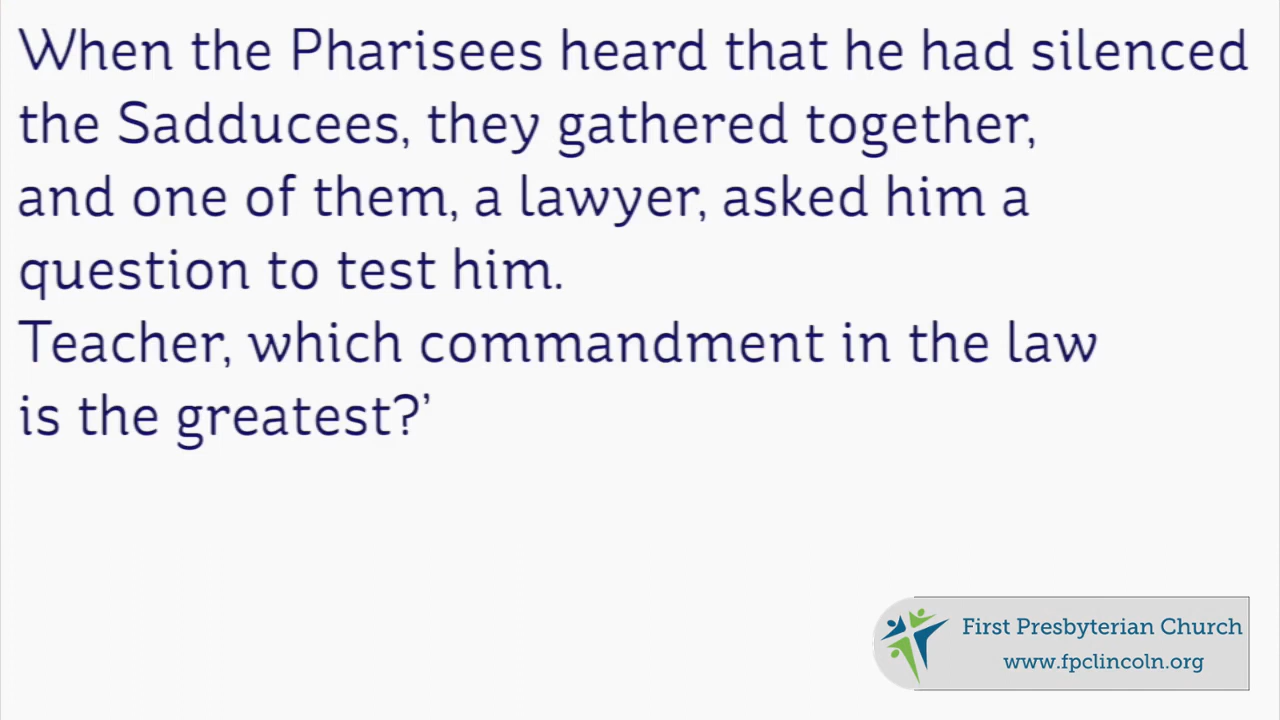 When the Pharisees heard that he had silenced
the Sadducees, they gathered together,
and one of them, a lawyer, asked him a
question to test him.
Teacher, which commandment in the law
is the greatest?’
First Presbyterian Church
www.fpclincoln.org